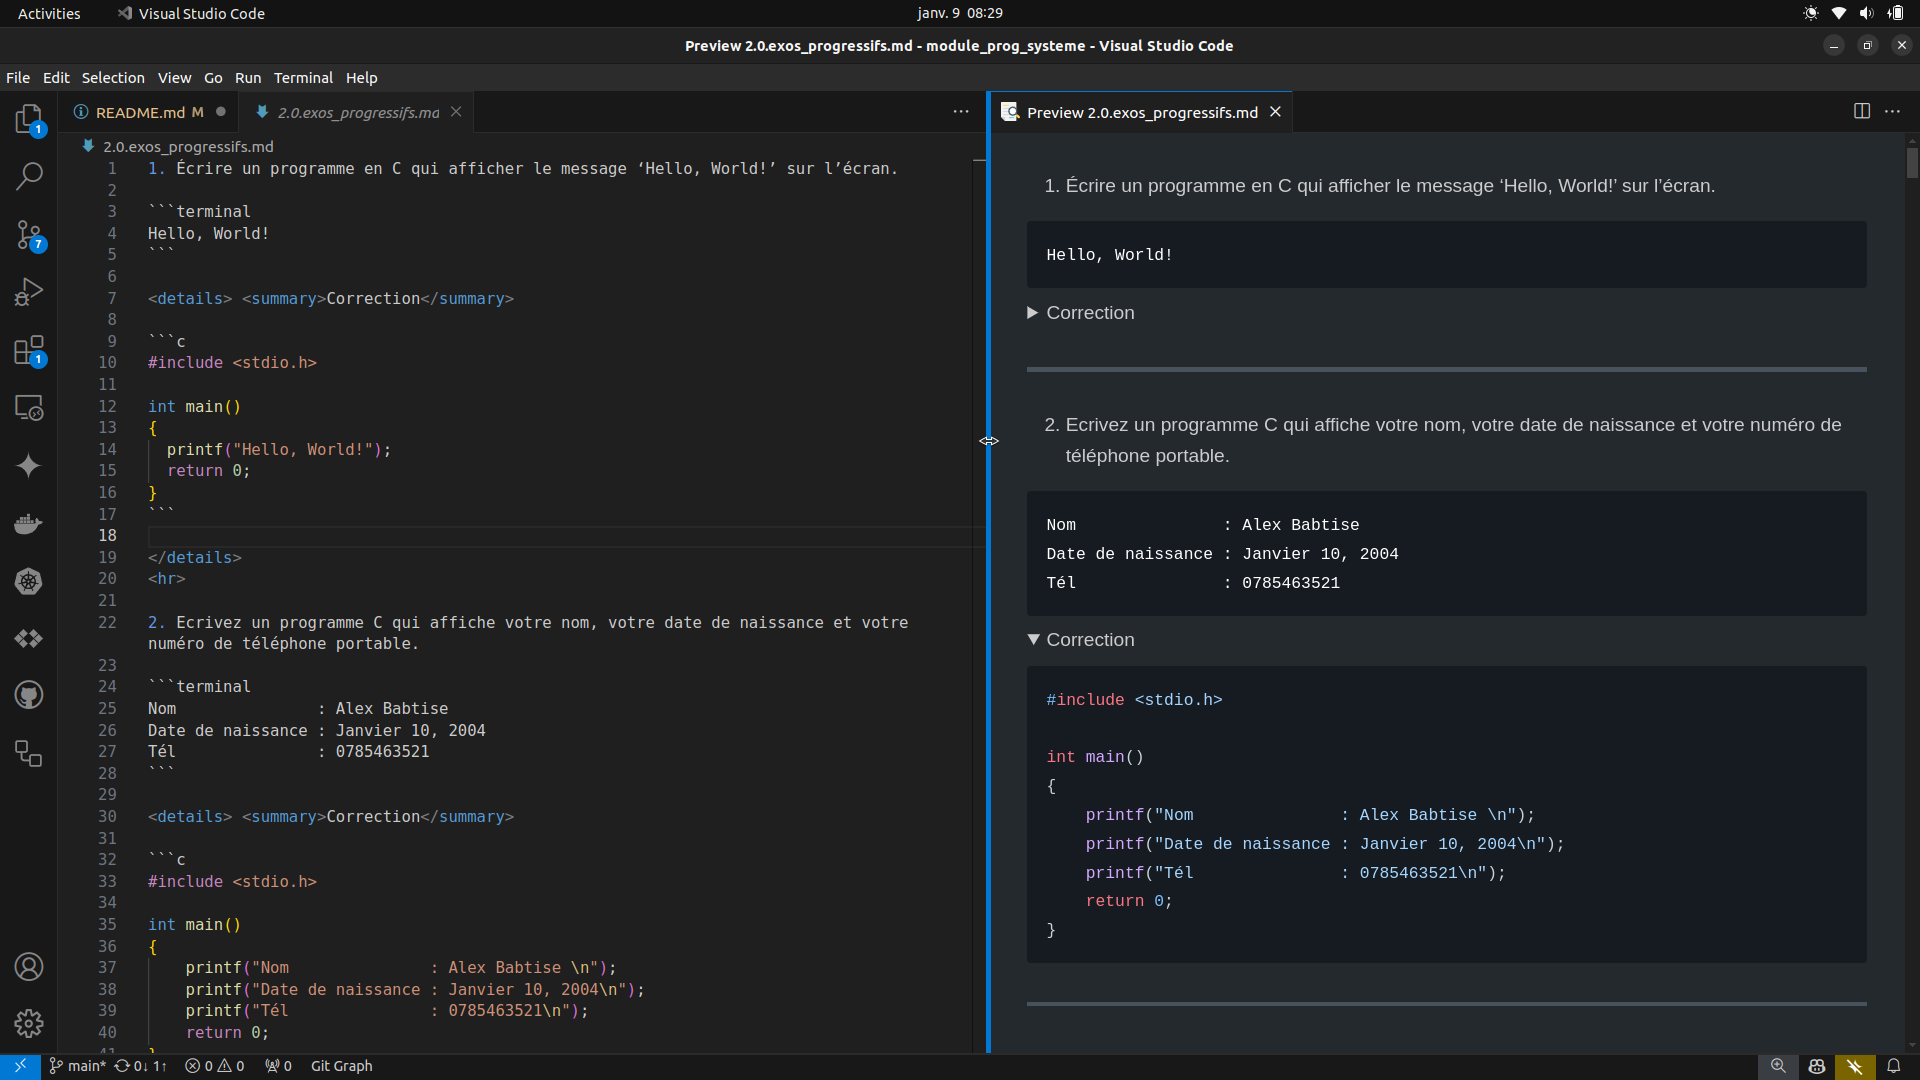 Activities Visual Studio Code janv. 9 08:29
Preview 2.0.exos_progressifs.md - module_prog_systeme - Visual Studio Code
File Edit Selection View Go Run Terminal Help
README.md M 2.0.exos_progressifs.md
2.0.exos_progressifs.md
1 1. Écrire un programme en C qui afficher le message ‘Hello, World!’ sur l’écran.
2
3 ```terminal
4 Hello, World!
5 ```
6
7 <details> <summary>Correction</summary>
8
9 ```c
10 #include <stdio.h>
11
12 int main()
13 {
14 printf("Hello, World!");
15 return 0;
16 }
17 ```
18
19 </details>
20 <hr>
21
22 2. Ecrivez un programme C qui affiche votre nom, votre date de naissance et votre
numéro de téléphone portable.
23
24 ```terminal
25 Nom : Alex Babtise
26 Date de naissance : Janvier 10, 2004
27 Tél : 0785463521
28 ```
29
30 <details> <summary>Correction</summary>
31
32 ```c
33 #include <stdio.h>
34
35 int main()
36 {
37 printf("Nom : Alex Babtise \n");
38 printf("Date de naissance : Janvier 10, 2004\n");
39 printf("Tél : 0785463521\n");
40 return 0;
41 }
Preview 2.0.exos_progressifs.md
1. Écrire un programme en C qui afficher le message ‘Hello, World!’ sur l’écran.
Hello, World!
Correction
2. Ecrivez un programme C qui affiche votre nom, votre date de naissance et votre numéro de
téléphone portable.
Nom : Alex Babtise
Date de naissance : Janvier 10, 2004
Tél : 0785463521
Correction
#include <stdio.h>
int main()
{
printf("Nom : Alex Babtise \n");
printf("Date de naissance : Janvier 10, 2004\n");
printf("Tél : 0785463521\n");
return 0;
}
1
7
1
main* 0↓ 1↑ 0 0 0 Git Graph